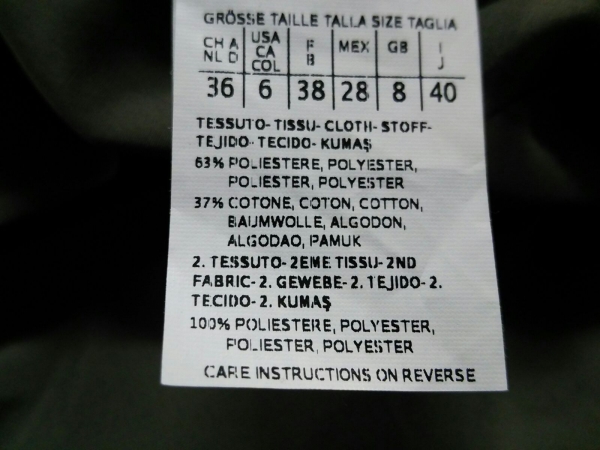 GRÖSSE TAILLE TALLA SIZE TAGLIA
CH A NL D USA CA COL F B MEX GB I J
36 6 38 28 8 40
TESSUTO- TISSU- CLOTH- STOFF-
TEJIDO- TECIDO- KUMAŞ
63% POLIESTERE, POLYESTER,
POLIESTER, POLYESTER
37% COTONE, COTON, COTTON,
BAUMWOLLE, ALGODON,
ALGODAO, PAMUK
2. TESSUTO- 2EME TISSU- 2ND
FABRIC- 2. GEWEBE- 2. TEJIDO- 2.
TECIDO- 2. KUMAŞ
100% POLIESTERE, POLYESTER,
POLIESTER, POLYESTER
CARE INSTRUCTIONS ON REVERSE